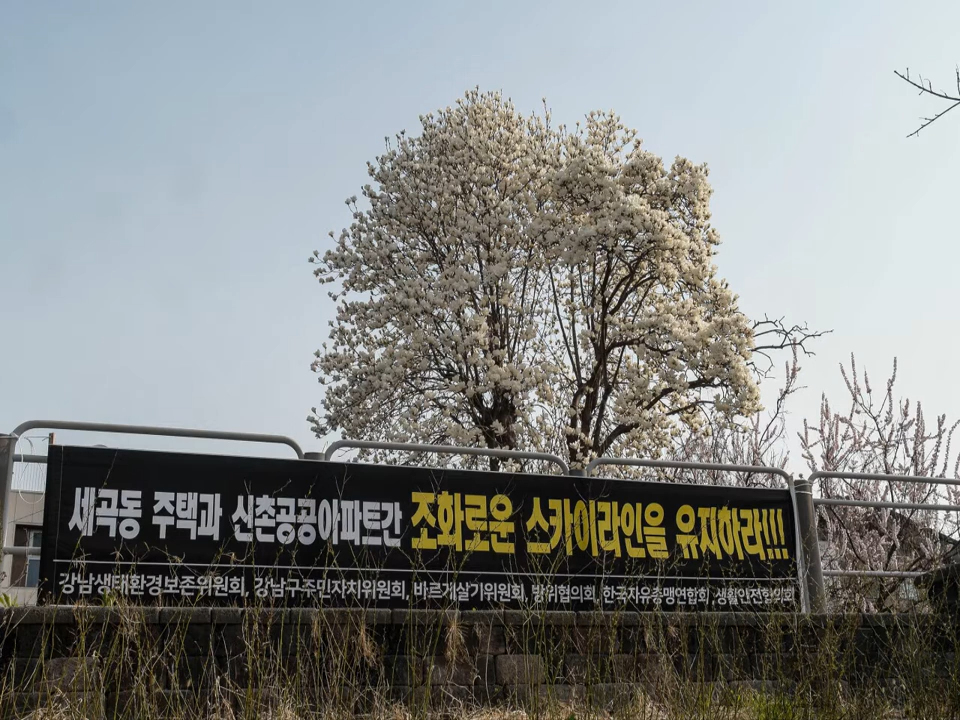 세곡동 주택과 신촌공공아파트간 조화로운 스카이라인을 유지하라!!!
강남생태환경보존위원회, 강남구주민자치위원회, 바르게살기위원회, 방위협의회, 한국자유총맹연합회, 생활안전협의회